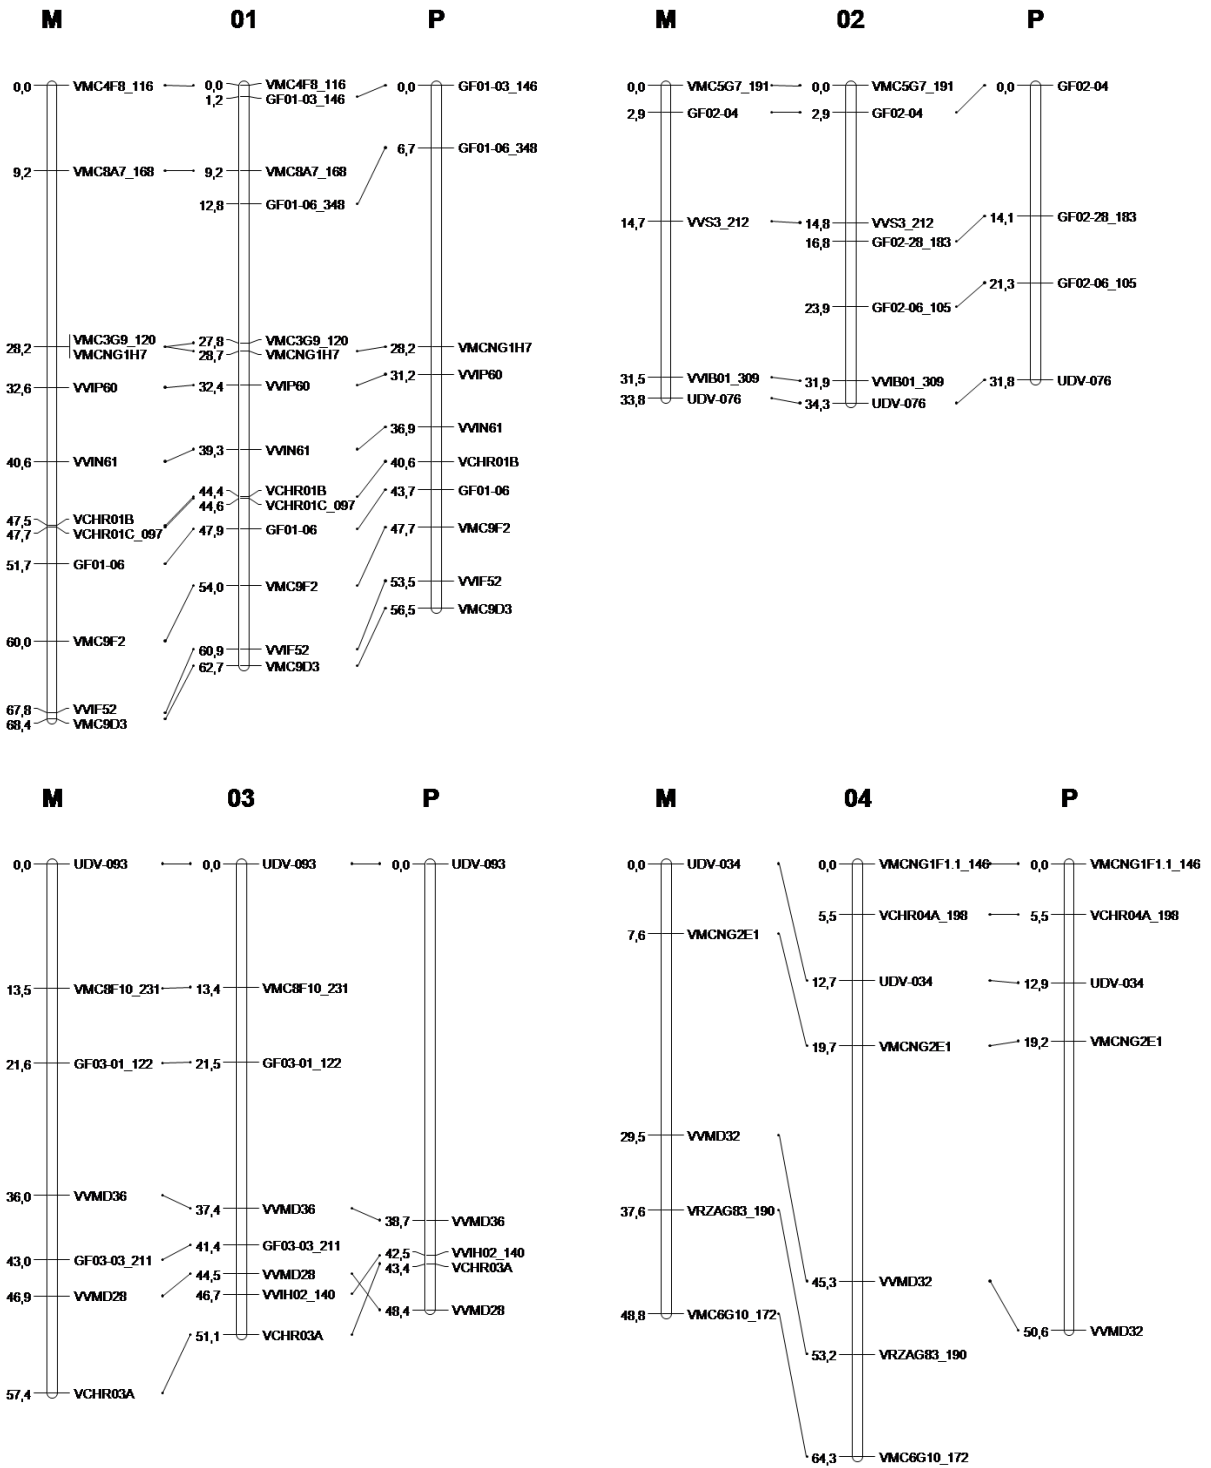 M 01 P
0,0 VMC4F8_116
9,2 VMC8A7_168
28,2 VMC3G9_120
VMCNG1H7
32,6 VVIP60
40,6 VVIN61
47,5 VCHR01B
47,7 VCHR01C_097
51,7 GF01-06
60,0 VMC9F2
67,8 VVIF52
68,4 VMC9D3
0,0 VMC4F8_116
1,2 GF01-03_146
9,2 VMC8A7_168
12,8 GF01-06_348
27,8 VMC3G9_120
28,7 VMCNG1H7
32,4 VVIP60
39,3 VVIN61
44,4 VCHR01B
44,6 VCHR01C_097
47,9 GF01-06
54,0 VMC9F2
60,9 VVIF52
62,7 VMC9D3
0,0 GF01-03_146
6,7 GF01-06_348
28,2 VMCNG1H7
31,2 VVIP60
36,9 VVIN61
40,6 VCHR01B
43,7 GF01-06
47,7 VMC9F2
53,5 VVIF52
56,5 VMC9D3
M 02 P
0,0 VMC5G7_191
2,9 GF02-04
14,7 VVS3_212
31,5 VVIB01_309
33,8 UDV-076
0,0 VMC5G7_191
2,9 GF02-04
14,8 VVS3_212
16,8 GF02-28_183
23,9 GF02-06_105
31,9 VVIB01_309
34,3 UDV-076
0,0 GF02-04
14,1 GF02-28_183
21,3 GF02-06_105
31,8 UDV-076
M 03 P
0,0 UDV-093
13,5 VMC8F10_231
21,6 GF03-01_122
36,0 VVMD36
43,0 GF03-03_211
46,9 VVMD28
57,4 VCHR03A
0,0 UDV-093
13,4 VMC8F10_231
21,5 GF03-01_122
37,4 VVMD36
41,4 GF03-03_211
44,5 VVMD28
46,7 VVIH02_140
51,1 VCHR03A
0,0 UDV-093
38,7 VVMD36
42,5 VVIH02_140
43,4 VCHR03A
48,4 VVMD28
M 04 P
0,0 UDV-034
7,6 VMCNG2E1
29,5 VVMD32
37,6 VRZAG83_190
48,8 VMC6G10_172
0,0 VMCNG1F1.1_146
5,5 VCHR04A_198
12,7 UDV-034
19,7 VMCNG2E1
45,3 VVMD32
53,2 VRZAG83_190
64,3 VMC6G10_172
0,0 VMCNG1F1.1_146
5,5 VCHR04A_198
12,9 UDV-034
19,2 VMCNG2E1
50,6 VVMD32